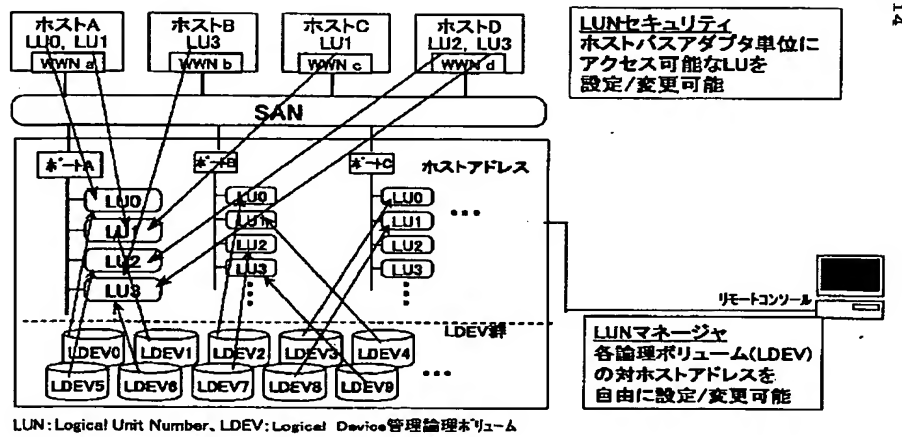 14
ホストA
LU0, LU1
WWN a
ホストB
LU3
WWN b
ホストC
LU1
WWN c
ホストD
LU2, LU3
WWN d
LUNセキュリティ
ホストバスアダプタ単位に
アクセス可能なLUを
設定/変更可能
SAN
ポートA
ポートB
ポートC
ホストアドレス
LU0
LU1
LU2
LU3
LU0
LU1
LU2
LU3
LU0
LU1
LU2
LU3
リモートコンソール
LDEV群
LDEV0
LDEV1
LDEV2
LDEV3
LDEV4
LDEV5
LDEV6
LDEV7
LDEV8
LDEV9
LUNマネージャ
各論理ボリューム(LDEV)
の対ホストアドレスを
自由に設定/変更可能
LUN:Logical Unit Number、LDEV:Logical Device管理論理ボリューム